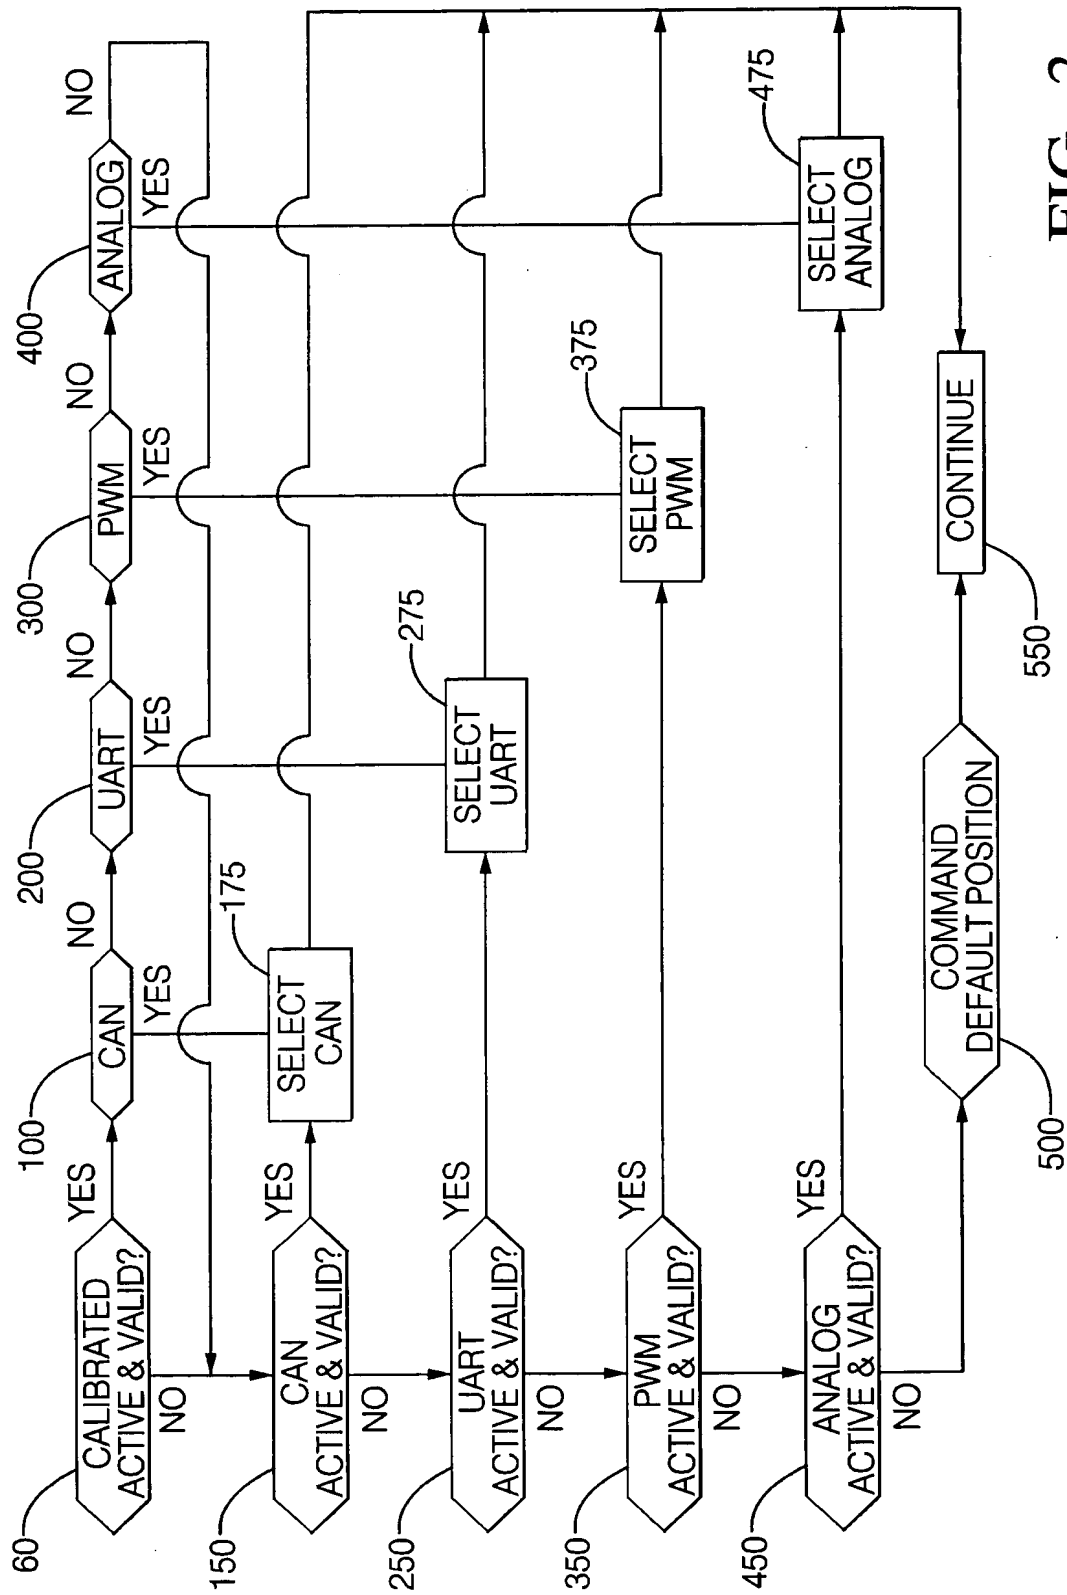 60
CALIBRATED
ACTIVE & VALID?
YES
NO
100
CAN
NO
YES
200
UART
NO
YES
300
PWM
NO
YES
400
ANALOG
NO
YES
150
CAN
ACTIVE & VALID?
YES
NO
175
SELECT
CAN
250
UART
ACTIVE & VALID?
YES
NO
275
SELECT
UART
350
PWM
ACTIVE & VALID?
YES
NO
375
SELECT
PWM
450
ANALOG
ACTIVE & VALID?
YES
NO
475
SELECT
ANALOG
500
COMMAND
DEFAULT POSITION
550
CONTINUE